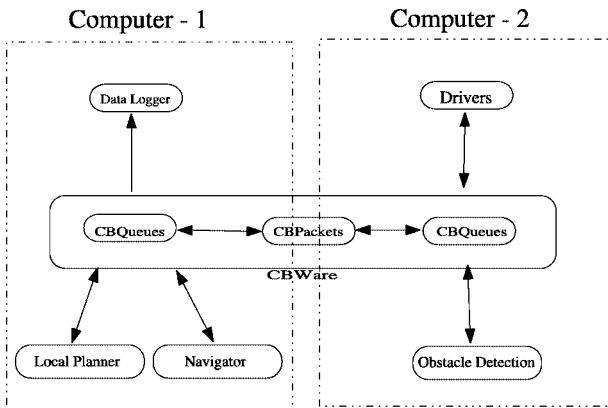 Computer - 1
Computer - 2
Data Logger
Drivers
CBQueues
CBPackets
CBQueues
CBWare
Local Planner
Navigator
Obstacle Detection